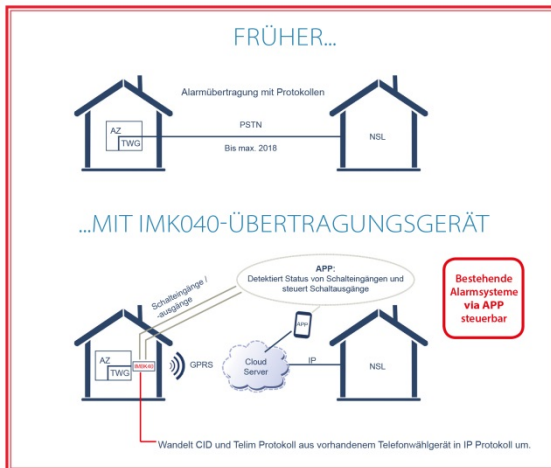 FRÜHER...
Alarmübertragung mit Protokollen
AZ
TWG
PSTN
NSL
Bis max. 2018
...MIT IMK040-ÜBERTRAGUNGSGERÄT
APP:
Detektiert Status von Schalteingängen und
steuert Schaltausgänge
Bestehende
Alarmsysteme
via APP
steuerbar
Schalteingänge /
-ausgänge
APP
AZ
TWG
IMK40
GPRS
Cloud
Server
IP
NSL
Wandelt CID und Telim Protokoll aus vorhandenem Telefonwählgerät in IP Protokoll um.